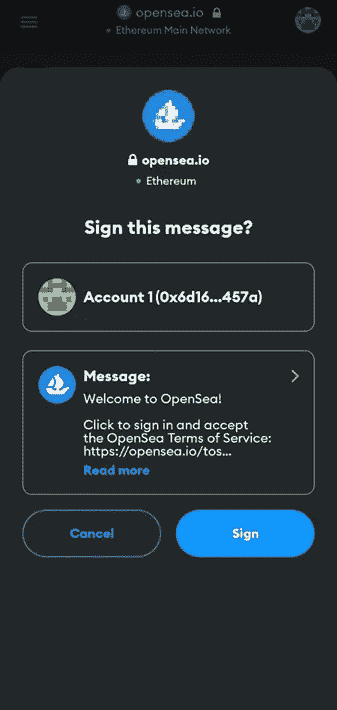 opensea.io
Ethereum Main Network
opensea.io
Ethereum
Sign this message?
Account 1 (0x6d16...457a)
Message:
Welcome to OpenSea!
Click to sign in and accept
the OpenSea Terms of Service:
https://opensea.io/tos...
Read more
Cancel
Sign